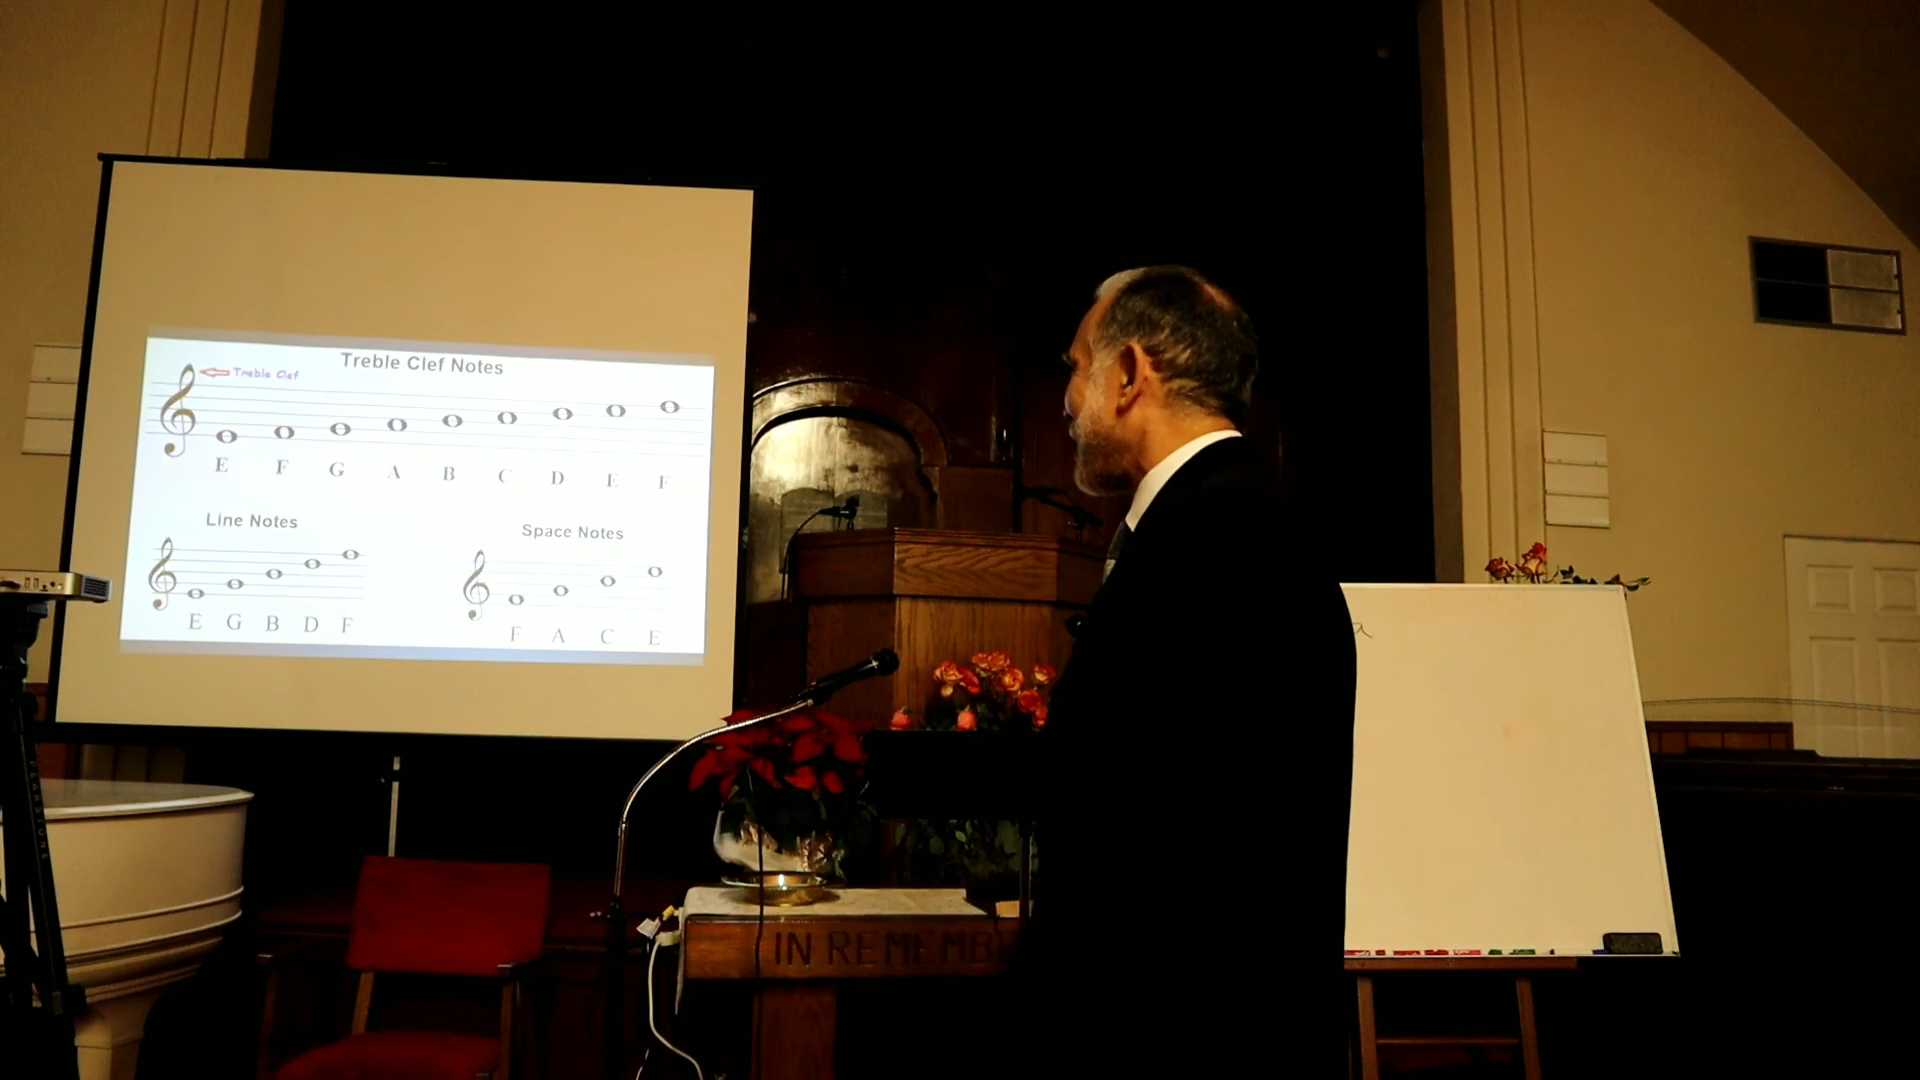 Treble Clef Notes
Treble Clef
E F G A B C D E F
Line Notes
Space Notes
E G B D F
F A C E
IN REMEMB
a